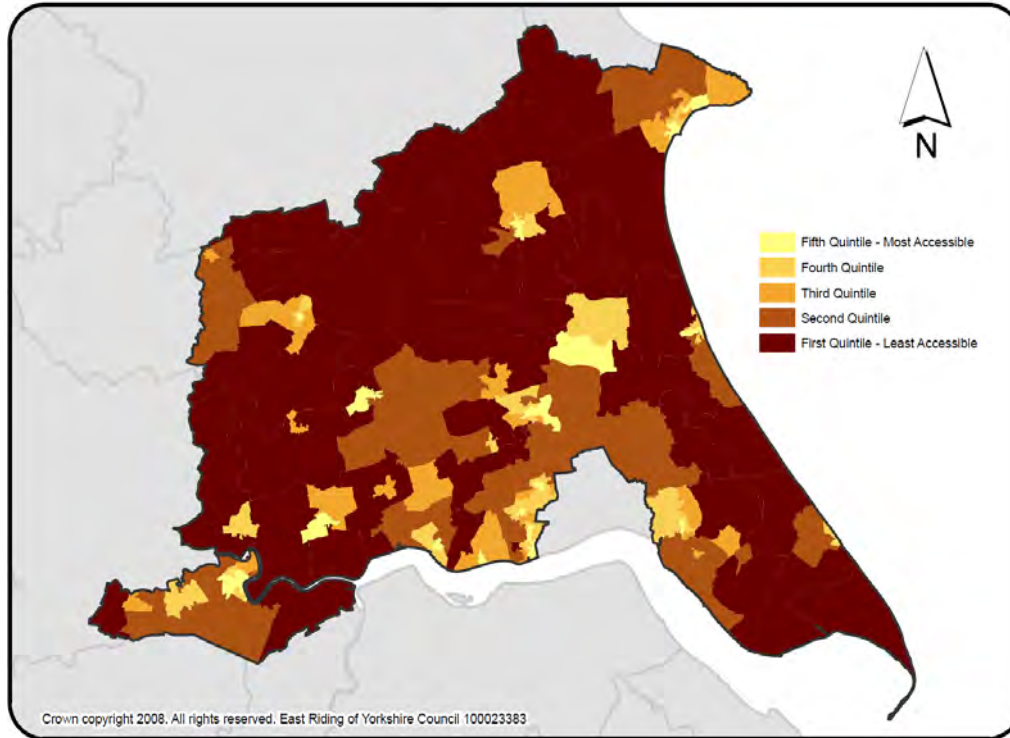 N
Fifth Quintile - Most Accessible
Fourth Quintile
Third Quintile
Second Quintile
First Quintile - Least Accessible
Crown copyright 2008. All rights reserved. East Riding of Yorkshire Council 100023383